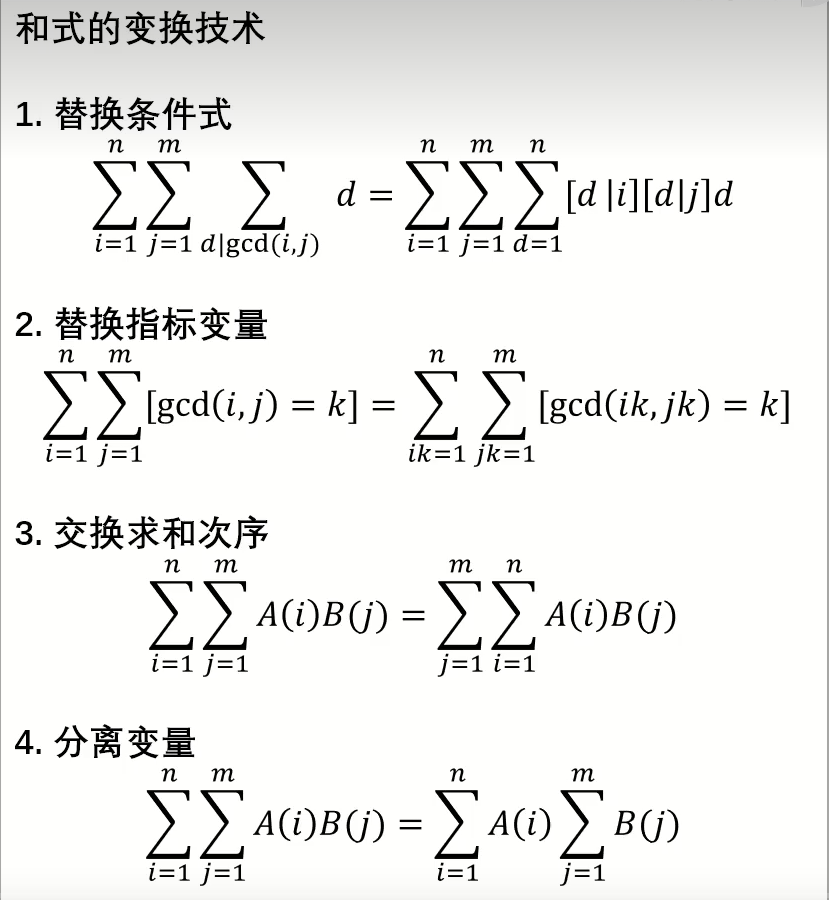 和式的变换技术
1. 替换条件式
$\sum_{i=1}^{n}\sum_{j=1}^{m}\sum_{d|\gcd(i,j)} d = \sum_{i=1}^{n}\sum_{j=1}^{m}\sum_{d=1}^{n}[d|i][d|j]d$
2. 替换指标变量
$\sum_{i=1}^{n}\sum_{j=1}^{m}[\gcd(i,j)=k] = \sum_{ik=1}^{n}\sum_{jk=1}^{m}[\gcd(ik,jk)=k]$
3. 交换求和次序
$\sum_{i=1}^{n}\sum_{j=1}^{m}A(i)B(j) = \sum_{j=1}^{m}\sum_{i=1}^{n}A(i)B(j)$
4. 分离变量
$\sum_{i=1}^{n}\sum_{j=1}^{m}A(i)B(j) = \sum_{i=1}^{n}A(i)\sum_{j=1}^{m}B(j)$